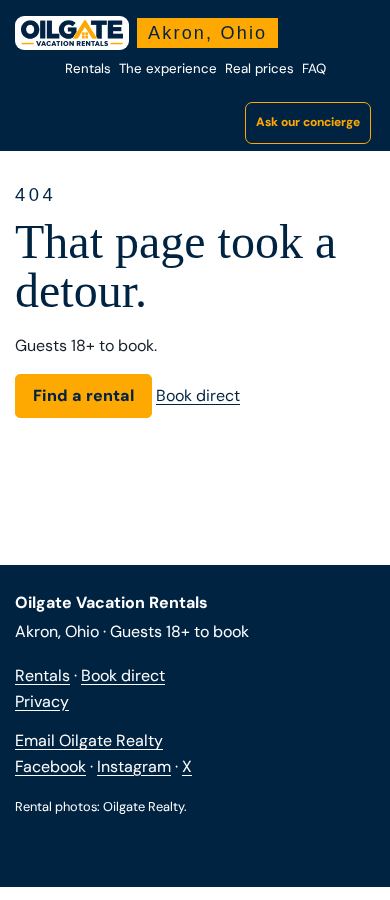 OILGATE
VACATION RENTALS
Akron, Ohio
Rentals The experience Real prices FAQ
Ask our concierge
404
That page took a
detour.
Guests 18+ to book.
Find a rental Book direct
Oilgate Vacation Rentals
Akron, Ohio · Guests 18+ to book
Rentals · Book direct
Privacy
Email Oilgate Realty
Facebook · Instagram · X
Rental photos: Oilgate Realty.